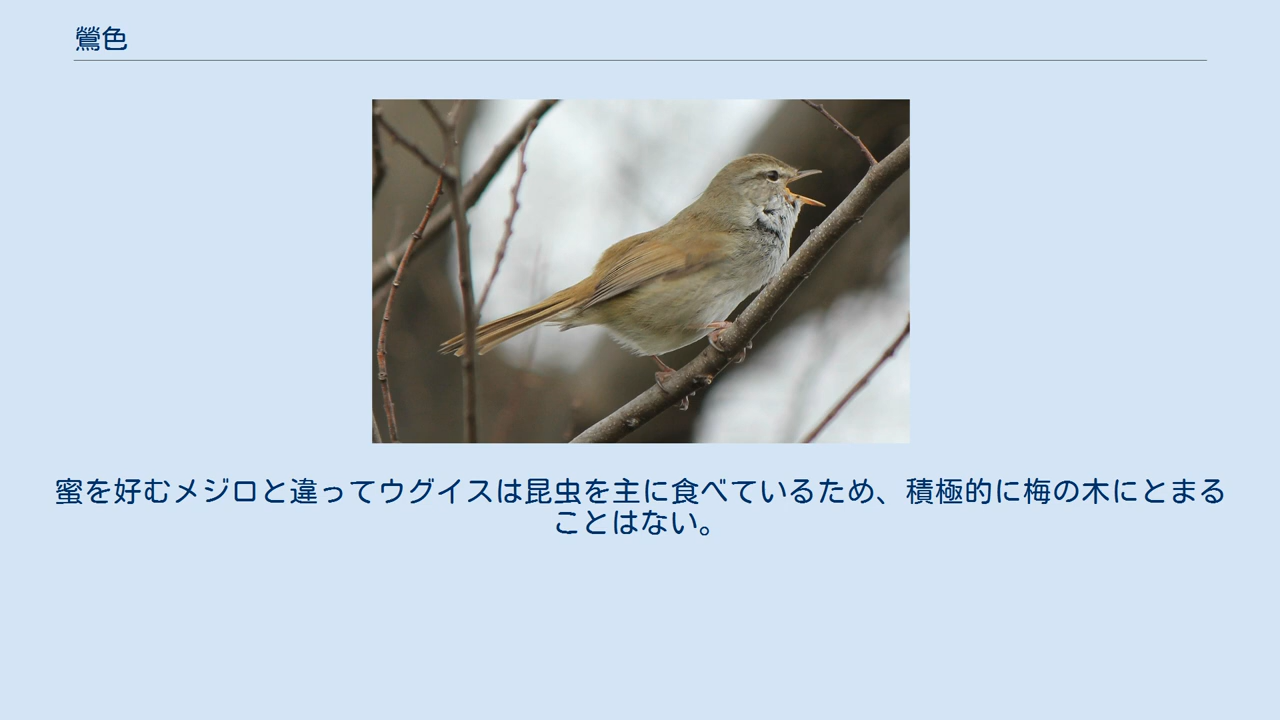 鶯色
蜜を好むメジロと違ってウグイスは昆虫を主に食べているため、積極的に梅の木にとまる
ことはない。